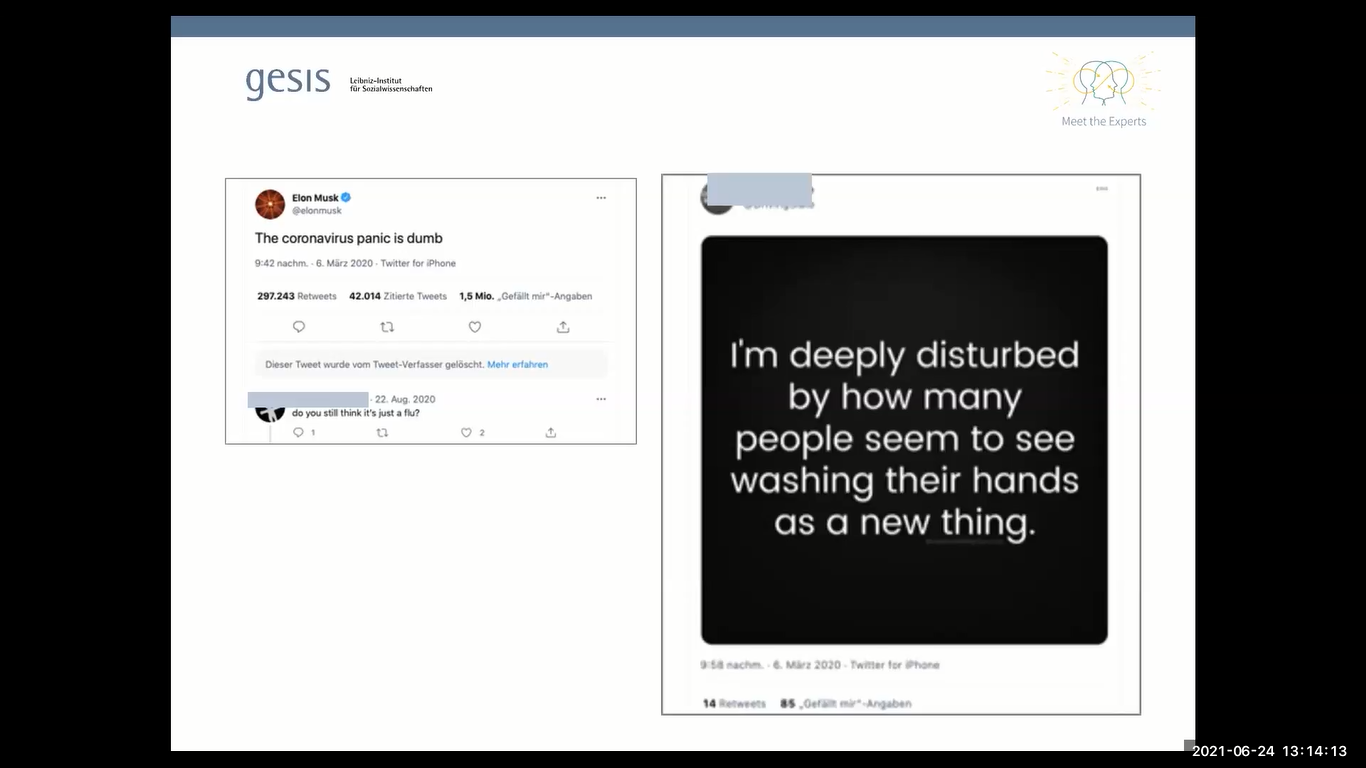 gesis
Leibniz-Institut
für Sozialwissenschaften
Meet the Experts
Elon Musk
@elonmusk
The coronavirus panic is dumb
9:42 nachm. · 6. März 2020 · Twitter for iPhone
297.243 Retweets 42.014 Zitierte Tweets 1,5 Mio. „Gefällt mir“-Angaben
Dieser Tweet wurde vom Tweet-Verfasser gelöscht. Mehr erfahren
· 22. Aug. 2020
do you still think it's just a flu?
1 2
I'm deeply disturbed
by how many
people seem to see
washing their hands
as a new thing.
9:58 nachm. · 6. März 2020 · Twitter for iPhone
14 Retweets 85 „Gefällt mir“-Angaben
2021-06-24 13:14:13